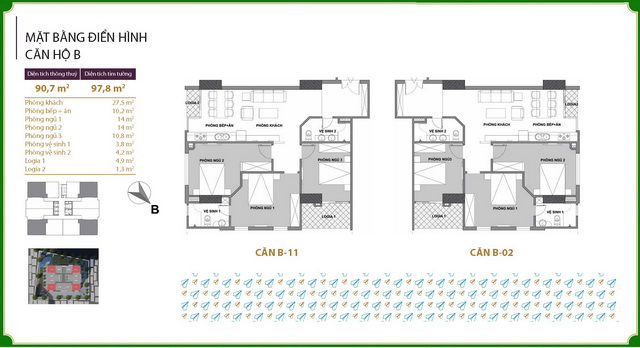 MẶT BẰNG ĐIỂN HÌNH
CĂN HỘ B
Diện tích thông thuỷ Diện tích tim tường
90,7 m² 97,8 m²
Phòng khách 27,5 m²
Phòng bếp + ăn 10,2 m²
Phòng ngủ 1 14 m²
Phòng ngủ 2 14 m²
Phòng ngủ 3 10,8 m²
Phòng vệ sinh 1 3,8 m²
Phòng vệ sinh 2 4,2 m²
Logia 1 4,9 m²
Logia 2 1,3 m²
B
LOGIA 2
PHÒNG BẾP+ĂN
PHÒNG KHÁCH
VỆ SINH 2
PHÒNG NGỦ 2
PHÒNG NGỦ 3
PHÒNG NGỦ 1
VỆ SINH 1
LOGIA 1
CĂN B-11
PHÒNG KHÁCH
PHÒNG BẾP+ĂN
LOGIA 2
VỆ SINH 2
PHÒNG NGỦ 3
PHÒNG NGỦ 2
PHÒNG NGỦ 1
LOGIA 1
VỆ SINH 1
CĂN B-02